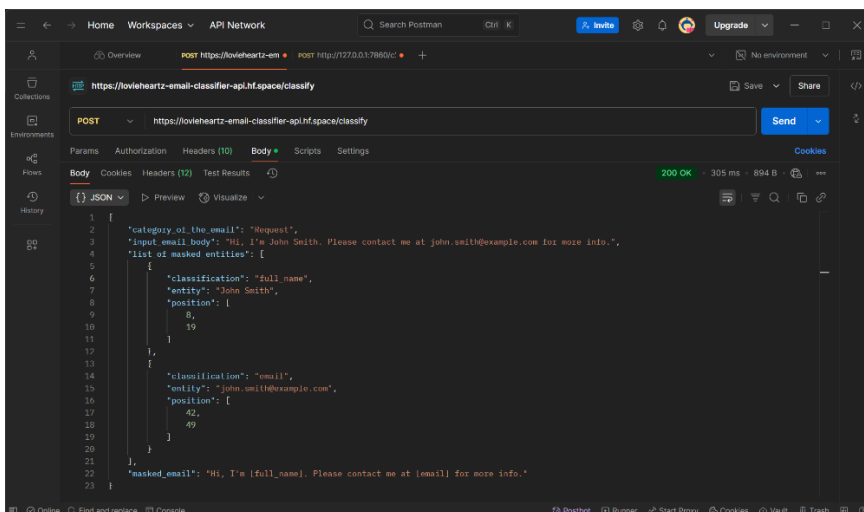 Home Workspaces API Network Search Postman Ctrl K Invite Upgrade
Overview POST https://lovieheartz-em POST http://127.0.0.1:7860/c! No environment
https://lovieheartz-email-classifier-api.hf.space/classify Save Share
Collections
POST https://lovieheartz-email-classifier-api.hf.space/classify Send
Environments
Params Authorization Headers (10) Body Scripts Settings Cookies
Flows
Body Cookies Headers (12) Test Results 200 OK 305 ms 894 B
{} JSON Preview Visualize
History
1 {
2 "category_of_the_email": "Request",
3 "input_email_body": "Hi, I'm John Smith. Please contact me at john.smith@example.com for more info.",
4 "list of masked entities": [
5 {
6 "classification": "full_name",
7 "entity": "John Smith",
8 "position": [
9 8,
10 19
11 ]
12 },
13 {
14 "classification": "email",
15 "entity": "john.smith@example.com",
16 "position": [
17 42,
18 49
19 ]
20 }
21 ],
22 "masked_email": "Hi, I'm [full_name]. Please contact me at [email] for more info."
23 }
Online Find and replace Console Postbot Runner Start Proxy Cookies Vault Trash